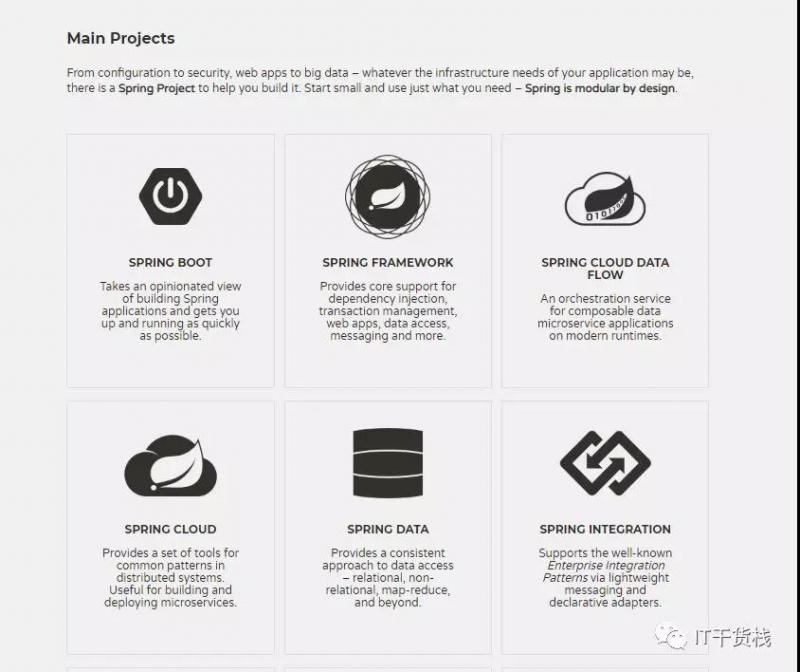 Main Projects
From configuration to security, web apps to big data – whatever the infrastructure needs of your application may be,
there is a Spring Project to help you build it. Start small and use just what you need – Spring is modular by design.
SPRING BOOT
Takes an opinionated view
of building Spring
applications and gets you
up and running as quickly
as possible.
SPRING FRAMEWORK
Provides core support for
dependency injection,
transaction management,
web apps, data access,
messaging and more.
SPRING CLOUD DATA
FLOW
An orchestration service
for composable data
microservice applications
on modern runtimes.
SPRING CLOUD
Provides a set of tools for
common patterns in
distributed systems.
Useful for building and
deploying microservices.
SPRING DATA
Provides a consistent
approach to data access
– relational, non-
relational, map-reduce,
and beyond.
SPRING INTEGRATION
Supports the well-known
Enterprise Integration
Patterns via lightweight
messaging and
declarative adapters.
IT干货栈